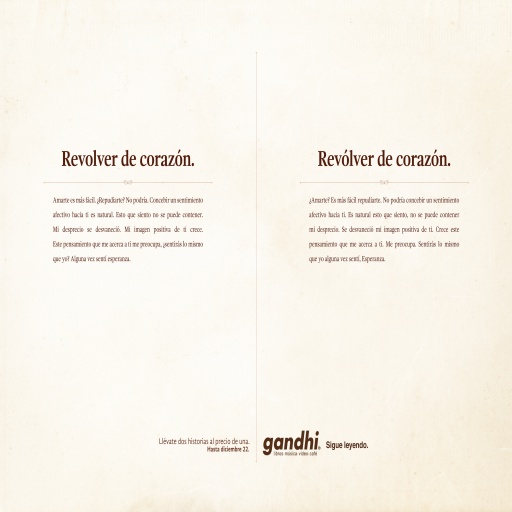 Revolver de corazón.
Amarte es más fácil. ¿Repudiarte? No podría. Concebir un sentimiento
afectivo hacia ti es natural. Esto que siento no se puede contener.
Mi desprecio se desvaneció. Mi imagen positiva de ti crece.
Este pensamiento que me acerca a ti me preocupa, ¿sentirás lo mismo
que yo? Alguna vez sentí esperanza.
Revólver de corazón.
¿Amarte? Es más fácil repudiarte. No podría concebir un sentimiento
afectivo hacia ti. Es natural esto que siento, no se puede contener
mi desprecio. Se desvaneció mi imagen positiva de ti. Crece este
pensamiento que me acerca a ti. Me preocupa. Sentirás lo mismo
que yo alguna vez sentí, Esperanza.
Llévate dos historias al precio de una.
Hasta diciembre 22.
gandhi
libros música video café
Sigue leyendo.